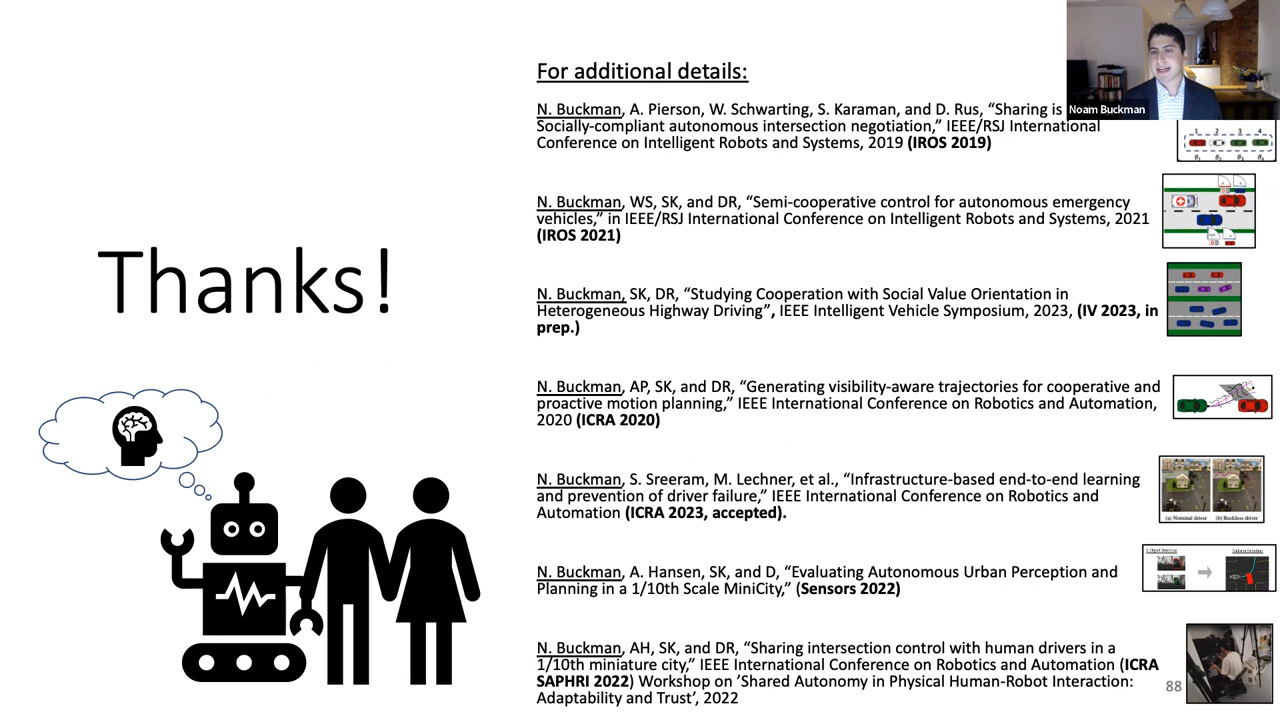 For additional details:
Noam Buckman
N. Buckman, A. Pierson, W. Schwarting, S. Karaman, and D. Rus, “Sharing is
Socially-compliant autonomous intersection negotiation,” IEEE/RSJ International
Conference on Intelligent Robots and Systems, 2019 (IROS 2019)
1 2 3 4
θ₁ θ₂ θ₃ θ₄
N. Buckman, WS, SK, and DR, “Semi-cooperative control for autonomous emergency
vehicles,” in IEEE/RSJ International Conference on Intelligent Robots and Systems, 2021
(IROS 2021)
Thanks!
N. Buckman, SK, DR, “Studying Cooperation with Social Value Orientation in
Heterogeneous Highway Driving”, IEEE Intelligent Vehicle Symposium, 2023, (IV 2023, in
prep.)
N. Buckman, AP, SK, and DR, “Generating visibility-aware trajectories for cooperative and
proactive motion planning,” IEEE International Conference on Robotics and Automation,
2020 (ICRA 2020)
N. Buckman, S. Sreeram, M. Lechner, et al., “Infrastructure-based end-to-end learning
and prevention of driver failure,” IEEE International Conference on Robotics and
Automation (ICRA 2023, accepted).
(a) Nominal driver (b) Reckless driver
N. Buckman, A. Hansen, SK, and D, “Evaluating Autonomous Urban Perception and
Planning in a 1/10th Scale MiniCity,” (Sensors 2022)
N. Buckman, AH, SK, and DR, “Sharing intersection control with human drivers in a
1/10th miniature city,” IEEE International Conference on Robotics and Automation (ICRA
SAPHRI 2022) Workshop on ’Shared Autonomy in Physical Human-Robot Interaction:
Adaptability and Trust’, 2022
88